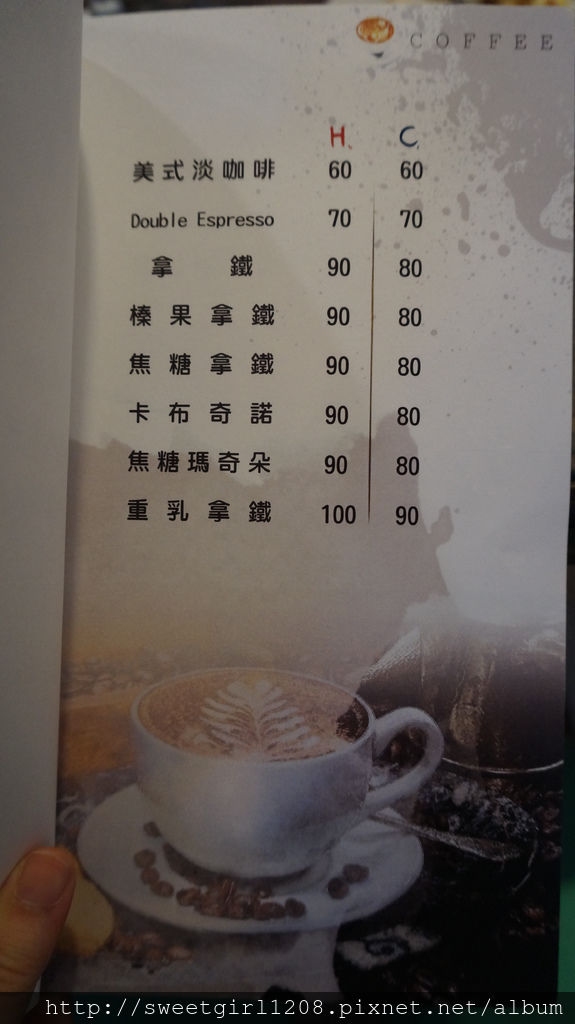 COFFEE
H. C.
美式淡咖啡 60 60
Double Espresso 70 70
拿鐵 90 80
榛果拿鐵 90 80
焦糖拿鐵 90 80
卡布奇諾 90 80
焦糖瑪奇朵 90 80
重乳拿鐵 100 90
http://sweetgirl1208.pixnet.net/album